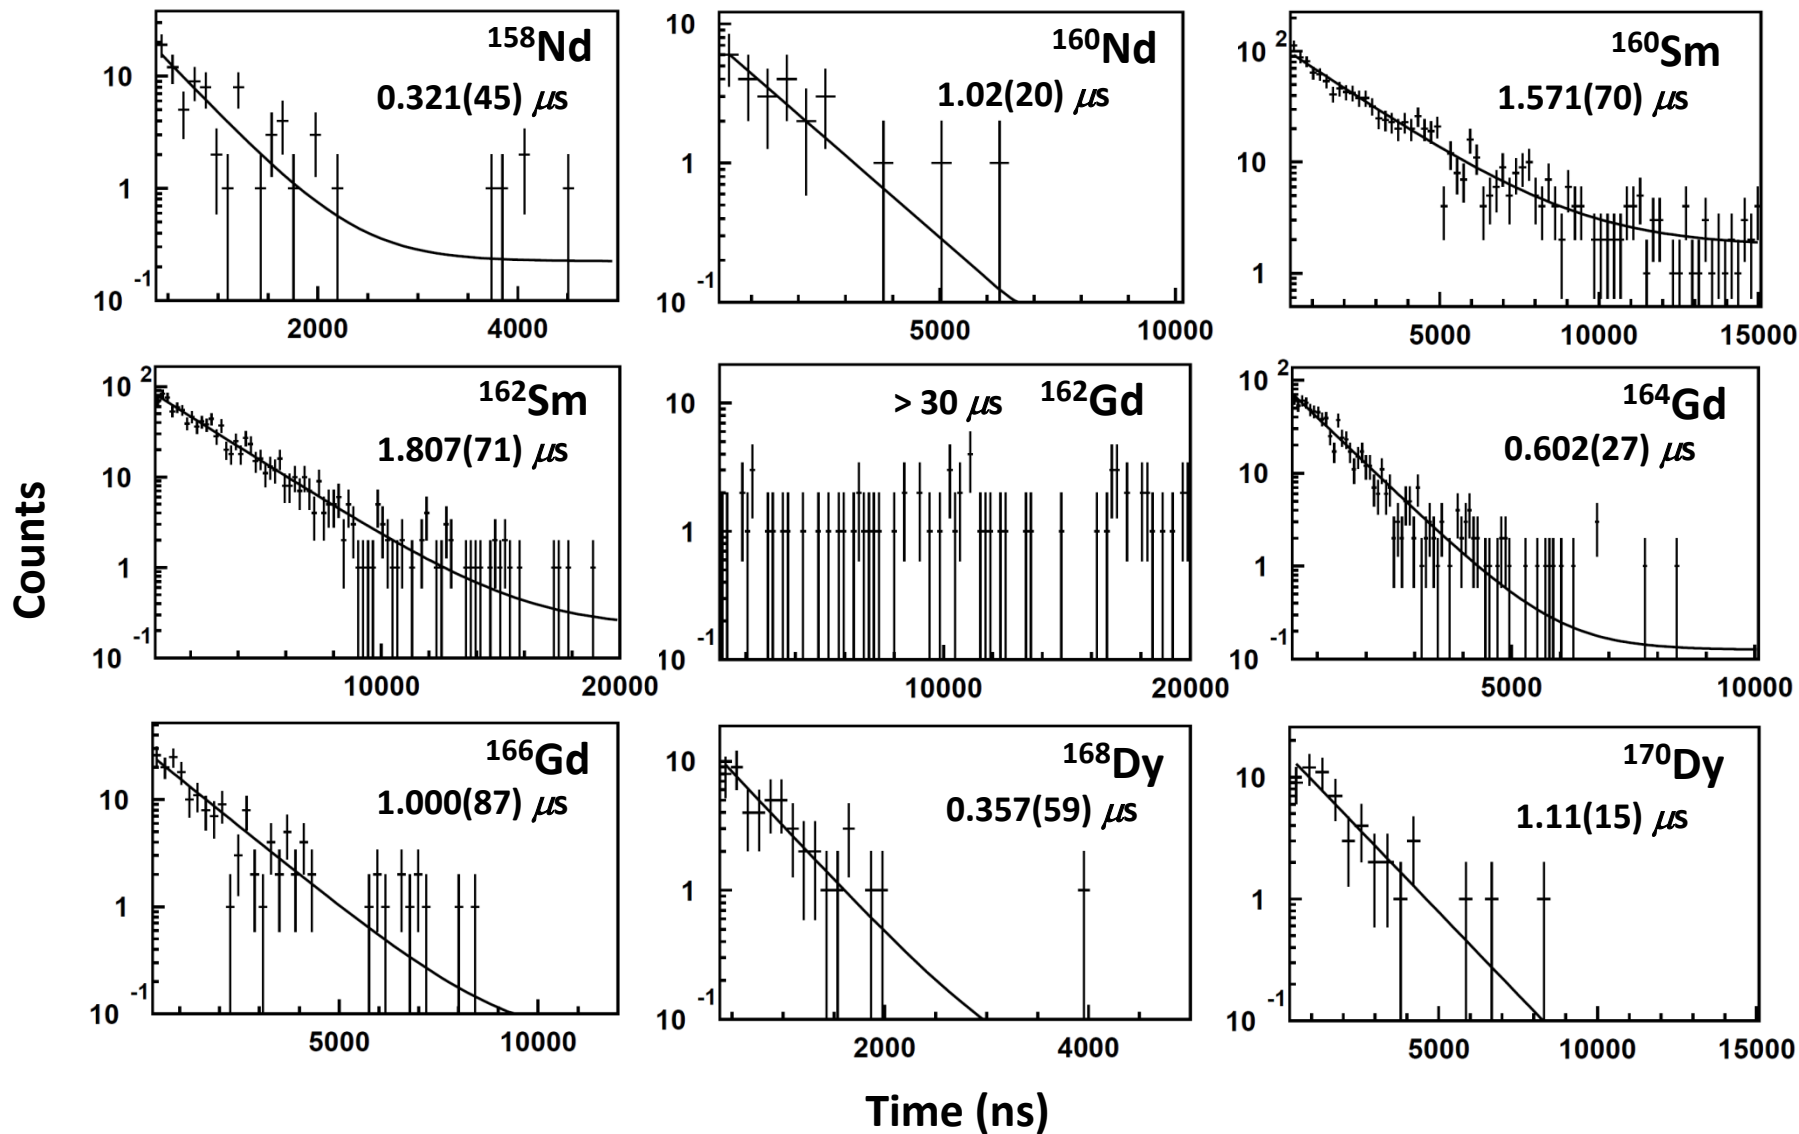 Counts
¹⁵⁸Nd
0.321(45) μs
10
1
10 -1
2000 4000
¹⁶⁰Nd
1.02(20) μs
10
1
10 -1
5000 10000
¹⁶⁰Sm
1.571(70) μs
10 2
10
1
5000 10000 15000
¹⁶²Sm
1.807(71) μs
10 2
10
1
10 -1
10000 20000
> 30 μs ¹⁶²Gd
10
1
10 -1
10000 20000
¹⁶⁴Gd
0.602(27) μs
10 2
10
1
10 -1
5000 10000
¹⁶⁶Gd
1.000(87) μs
10
1
10 -1
5000 10000
¹⁶⁸Dy
0.357(59) μs
10
1
10 -1
2000 4000
¹⁷⁰Dy
1.11(15) μs
10
1
10 -1
5000 10000 15000
Time (ns)